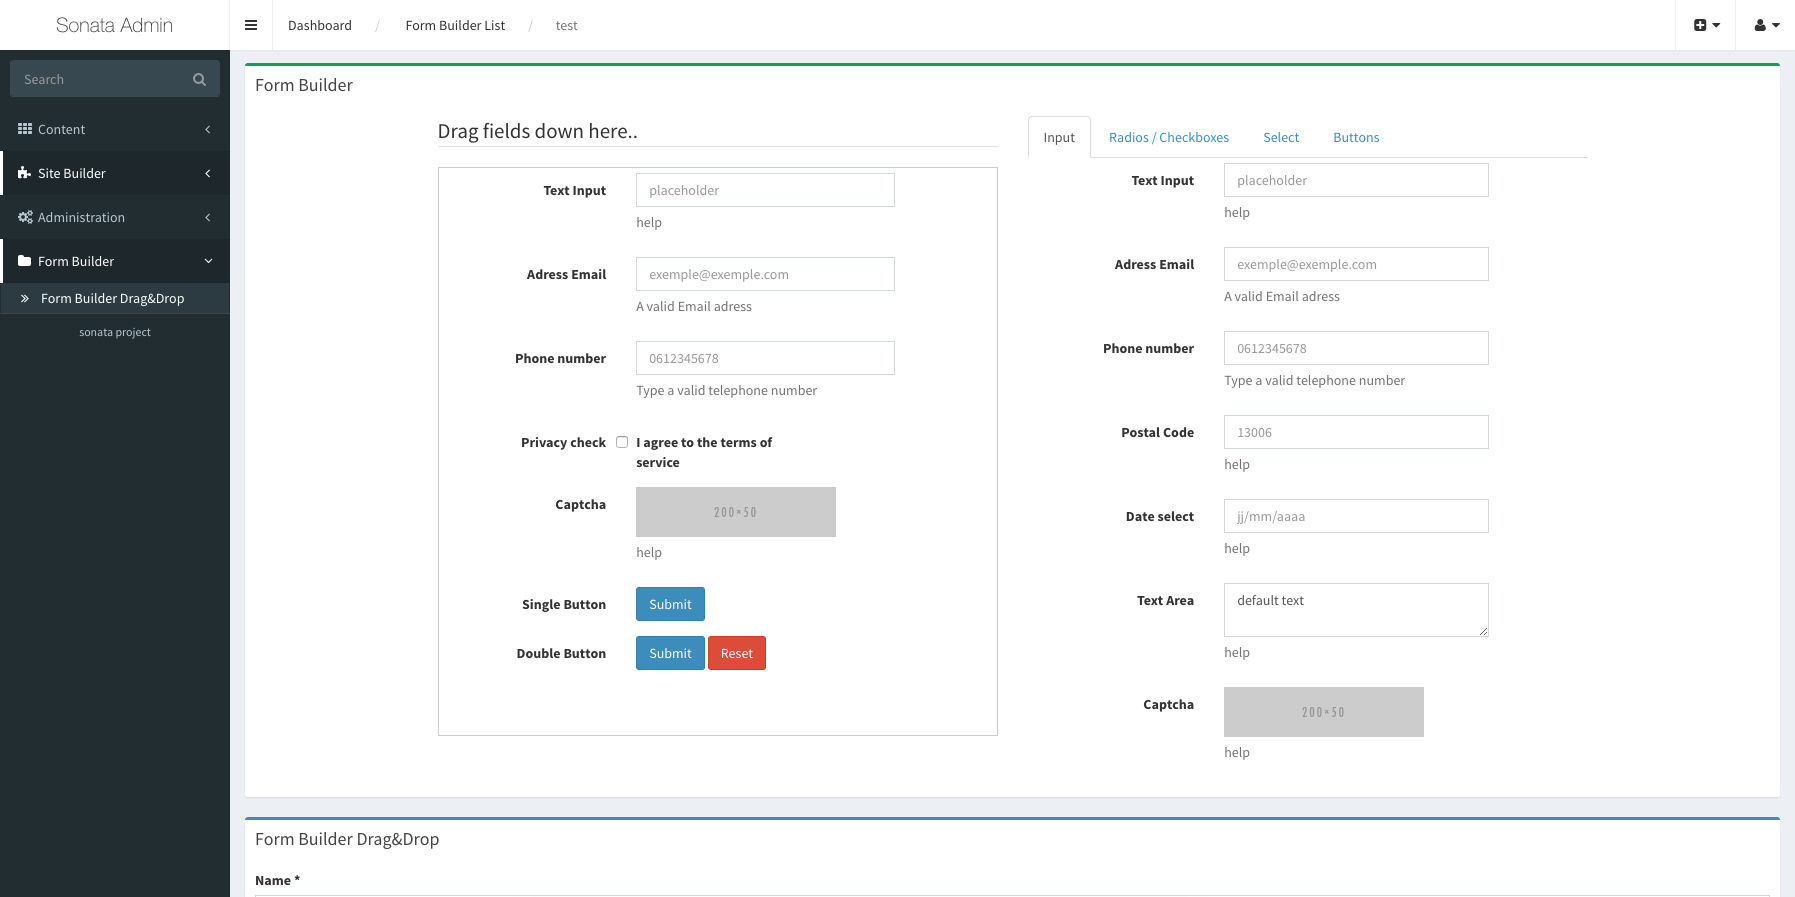 Sonata Admin
Dashboard / Form Builder List / test
Search
Content
Site Builder
Administration
Form Builder
Form Builder Drag&Drop
sonata project
Form Builder
Drag fields down here..
Text Input
placeholder
help
Adress Email
exemple@exemple.com
A valid Email adress
Phone number
0612345678
Type a valid telephone number
Privacy check
I agree to the terms of
service
Captcha
200×50
help
Single Button
Submit
Double Button
Submit Reset
Input Radios / Checkboxes Select Buttons
Text Input
placeholder
help
Adress Email
exemple@exemple.com
A valid Email adress
Phone number
0612345678
Type a valid telephone number
Postal Code
13006
help
Date select
jj/mm/aaaa
help
Text Area
default text
help
Captcha
200×50
help
Form Builder Drag&Drop
Name *